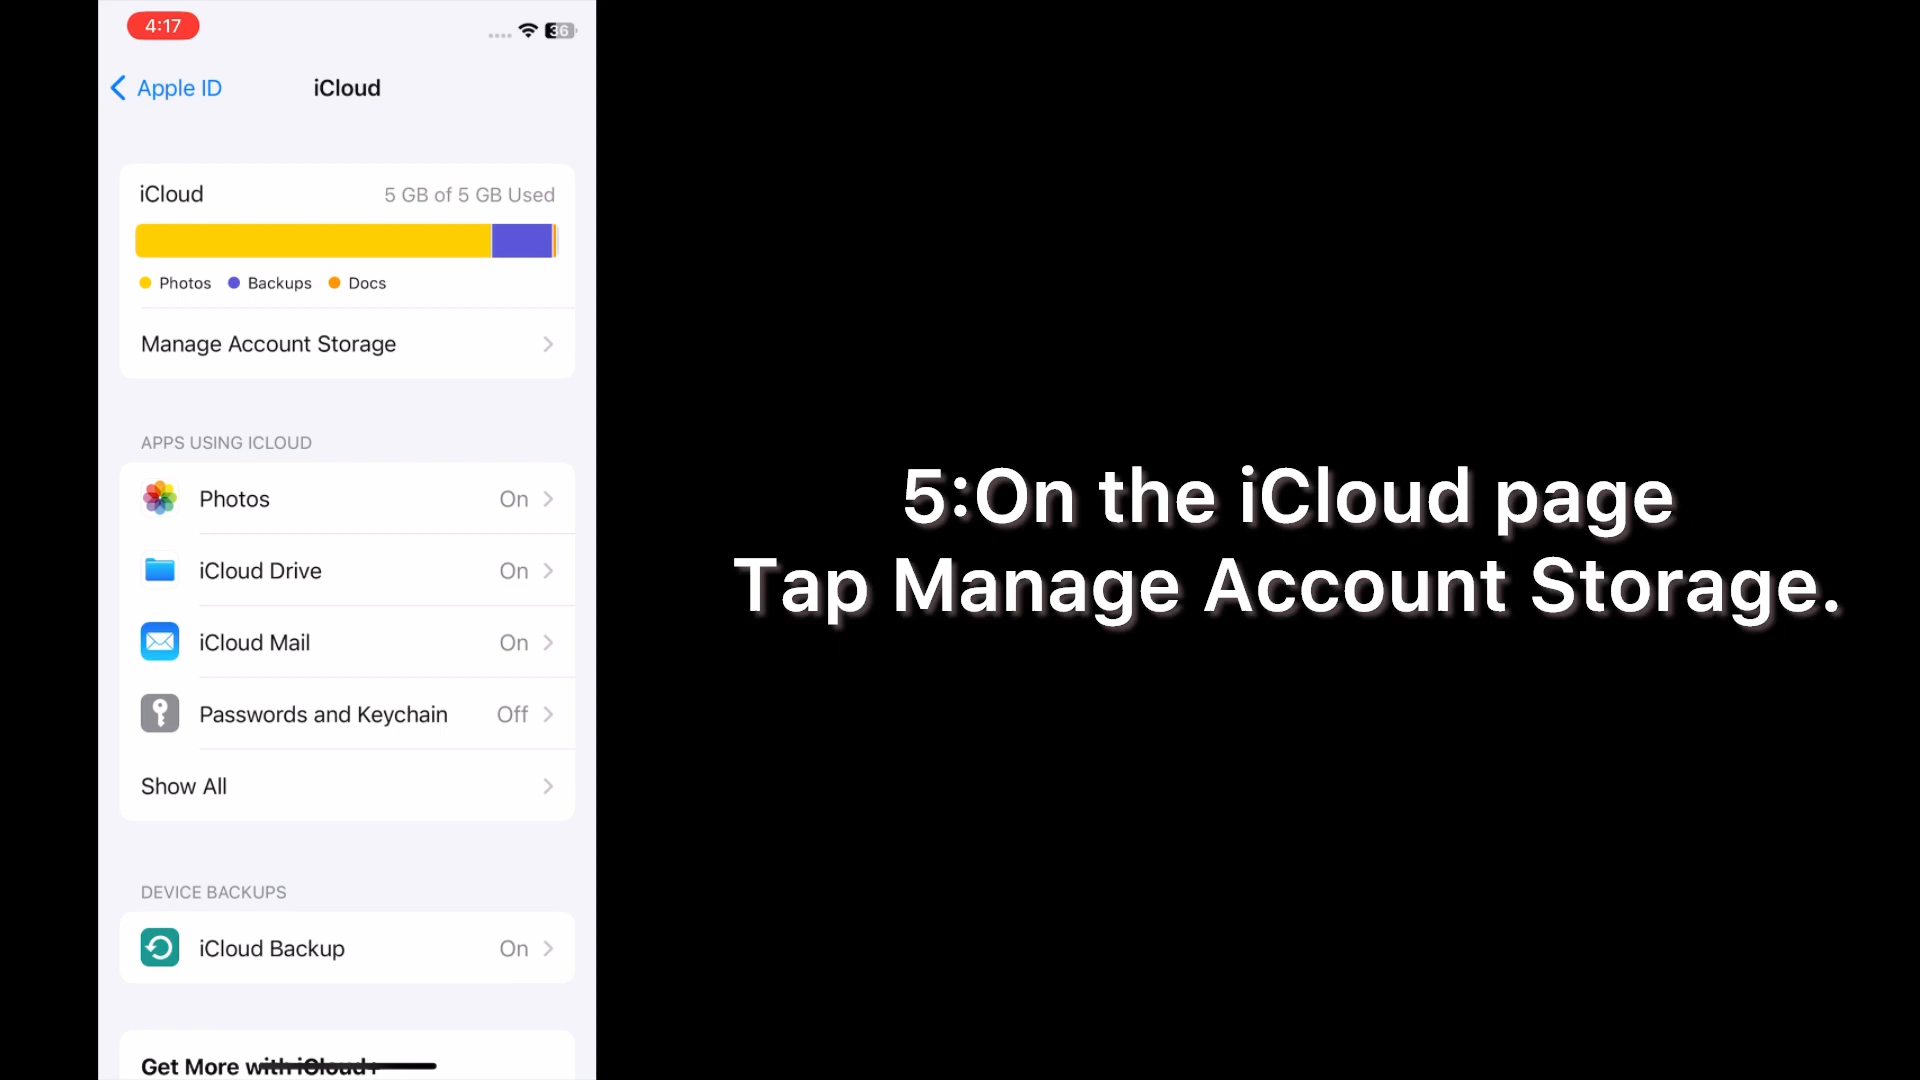 4:17
36
Apple ID
iCloud
iCloud
5 GB of 5 GB Used
Photos
Backups
Docs
Manage Account Storage
APPS USING ICLOUD
Photos
On
iCloud Drive
On
iCloud Mail
On
Passwords and Keychain
Off
Show All
DEVICE BACKUPS
iCloud Backup
On
Get More with iCloud+
5:On the iCloud page
Tap Manage Account Storage.